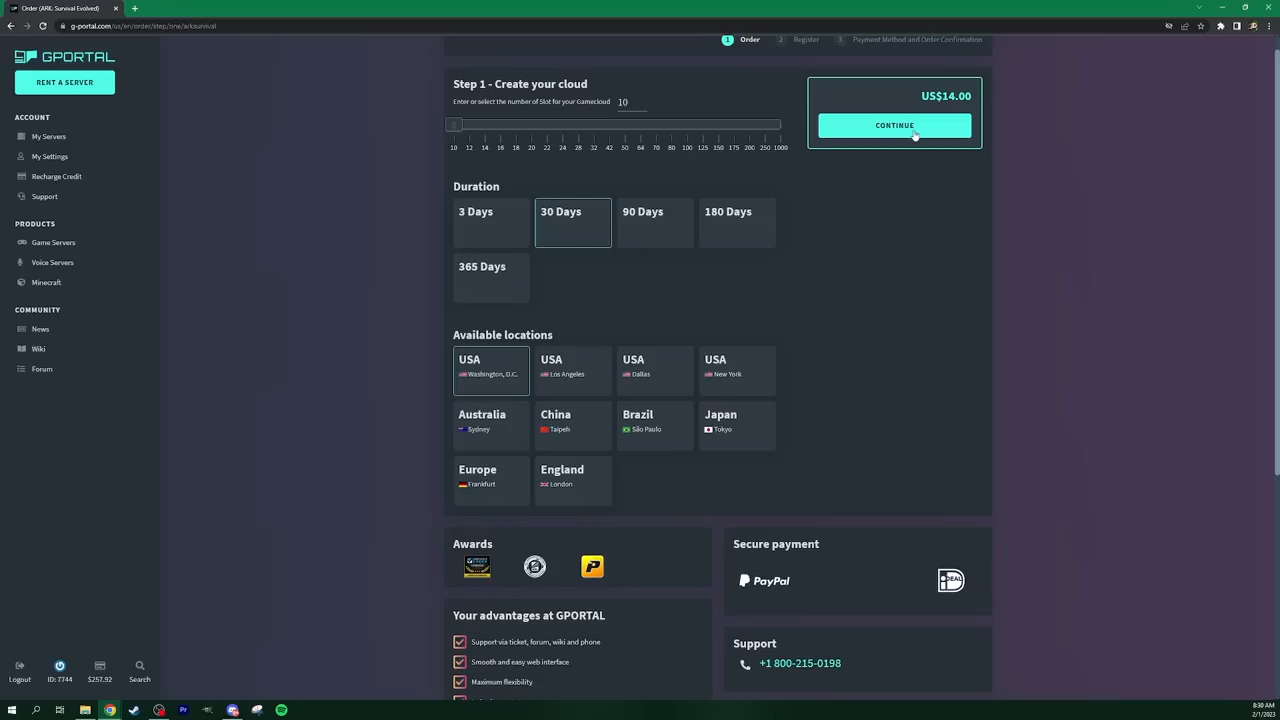 Order (ARK: Survival Evolved)
g-portal.com/us/en/order/step/one/arksurvival
GPORTAL
RENT A SERVER
ACCOUNT
My Servers
My Settings
Recharge Credit
Support
PRODUCTS
Game Servers
Voice Servers
Minecraft
COMMUNITY
News
Wiki
Forum
Logout
ID: 7744
$257.92
Search
1 Order 2 Register 3 Payment Method and Order Confirmation
Step 1 - Create your cloud
Enter or select the number of Slot for your Gamecloud 10
10 12 14 16 18 20 22 24 28 32 42 50 64 70 80 100 125 150 175 200 250 1000
US$14.00
CONTINUE
Duration
3 Days
30 Days
90 Days
180 Days
365 Days
Available locations
USA
Washington, D.C.
USA
Los Angeles
USA
Dallas
USA
New York
Australia
Sydney
China
Taipeh
Brazil
São Paulo
Japan
Tokyo
Europe
Frankfurt
England
London
Awards
Secure payment
PayPal
iDEAL
Your advantages at GPORTAL
Support via ticket, forum, wiki and phone
Smooth and easy web interface
Maximum flexibility
Support
+1 800-215-0198
8:30 AM
2/1/2023